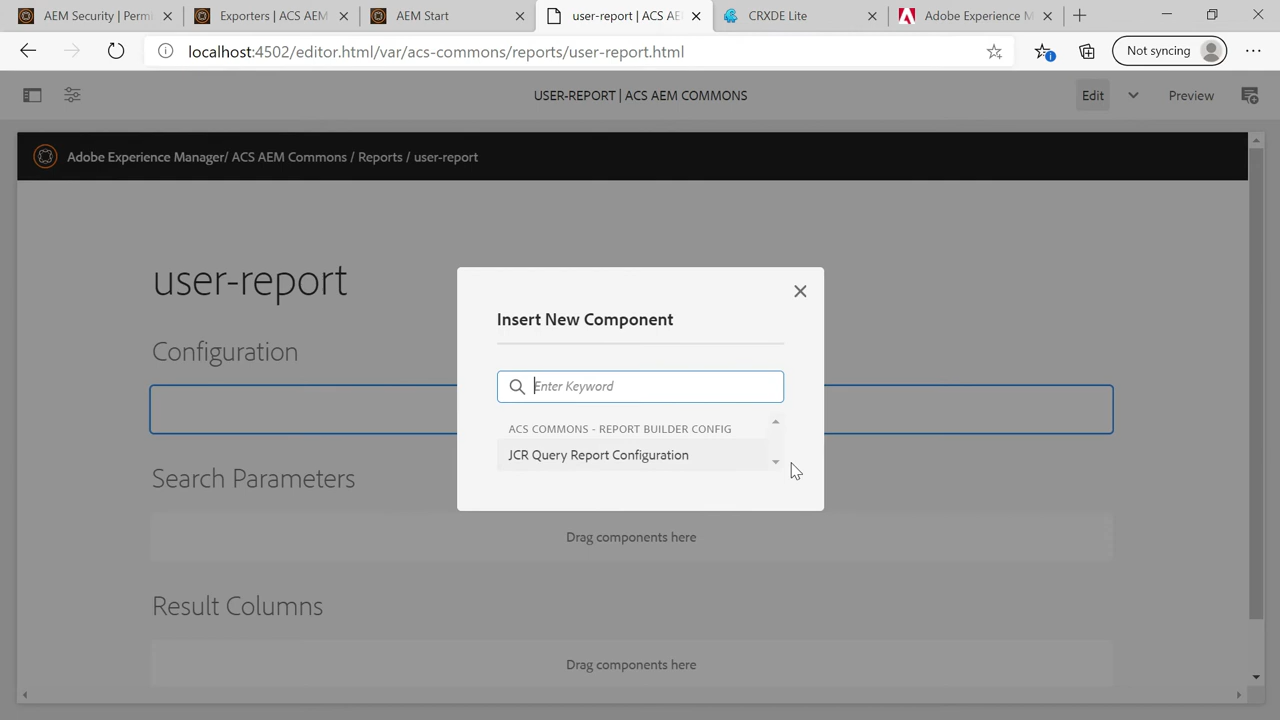 AEM Security | Permi
Exporters | ACS AEM
AEM Start
user-report | ACS AE
CRXDE Lite
Adobe Experience M
localhost:4502/editor.html/var/acs-commons/reports/user-report.html
Not syncing
USER-REPORT | ACS AEM COMMONS
Edit
Preview
Adobe Experience Manager/ ACS AEM Commons / Reports / user-report
user-report
Configuration
Insert New Component
Enter Keyword
ACS COMMONS - REPORT BUILDER CONFIG
JCR Query Report Configuration
Search Parameters
Drag components here
Result Columns
Drag components here